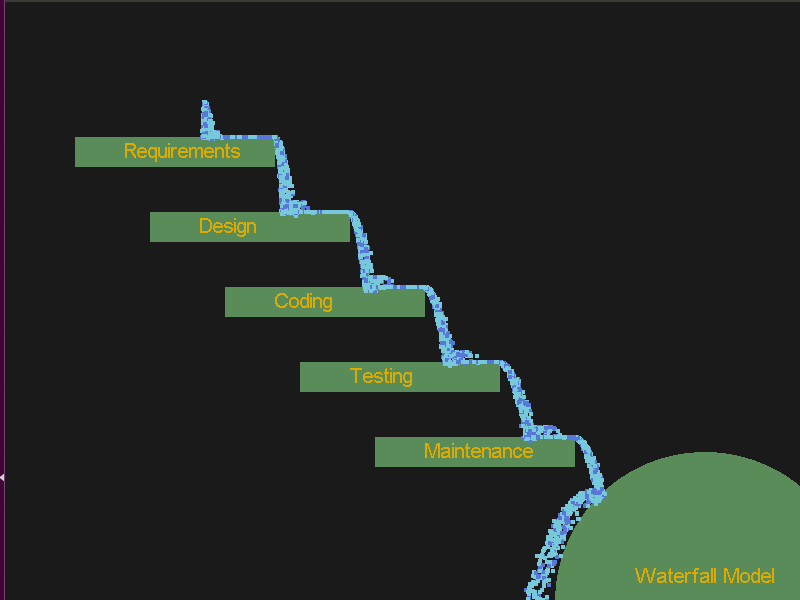 Requirements
Design
Coding
Testing
Maintenance
Waterfall Model